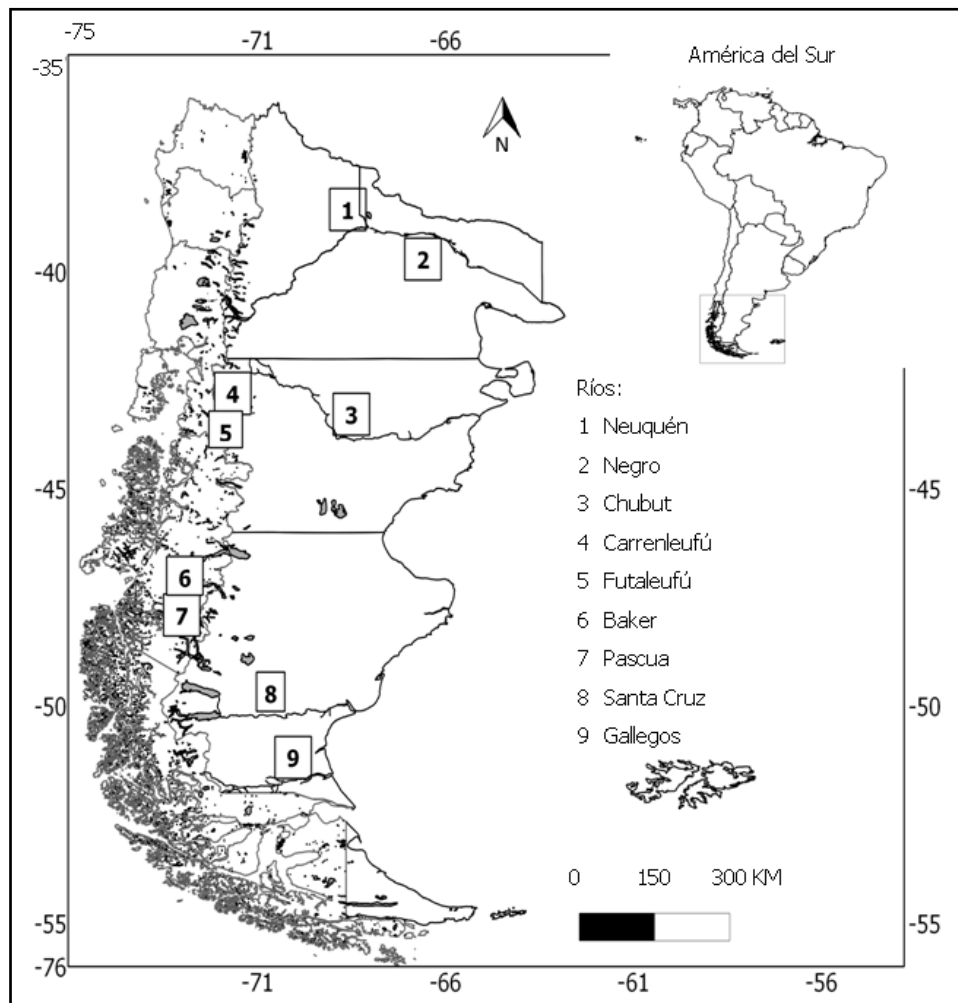 -75
-71
-66
-35
América del Sur
N
1
2
-40
Ríos:
4
3
1 Neuquén
5
2 Negro
-45
-45
3 Chubut
4 Carrenleufú
6
5 Futaleufú
7
6 Baker
7 Pascua
8
8 Santa Cruz
-50
-50
9
9 Gallegos
0 150 300 KM
-55
-55
-76
-71
-66
-61
-56